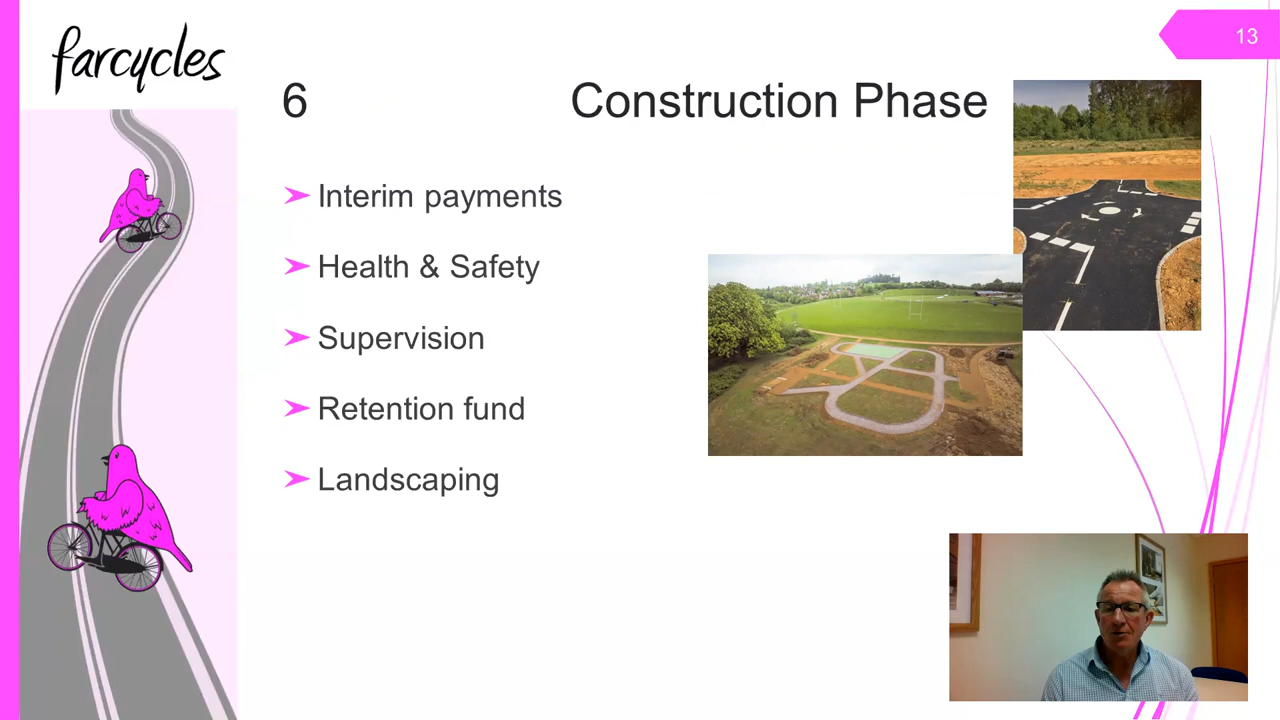 farcycles
13
6 Construction Phase
Interim payments
Health & Safety
Supervision
Retention fund
Landscaping